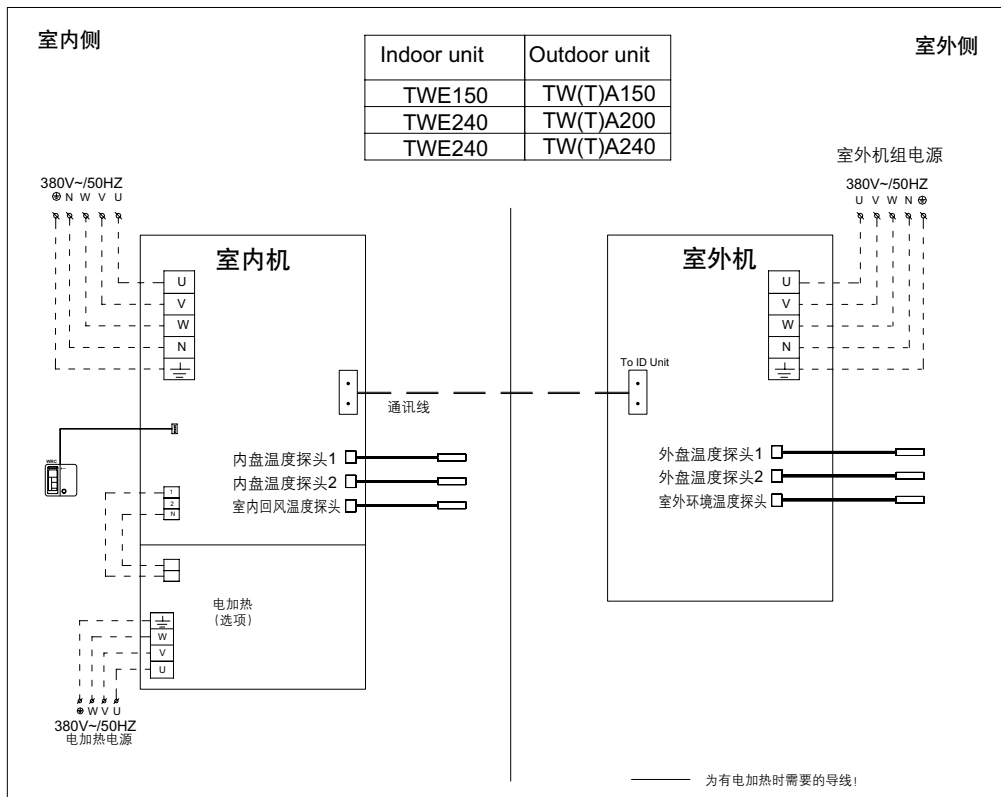 室内侧
室外侧
Indoor unit Outdoor unit
TWE150 TW(T)A150
TWE240 TW(T)A200
TWE240 TW(T)A240
室外机组电源
380V~/50HZ
⊕ N W V U
380V~/50HZ
U V W N ⊕
室内机
U
V
W
N
室外机
U
V
W
N
To ID Unit
通讯线
WRC
内盘温度探头1
内盘温度探头2
室内回风温度探头
外盘温度探头1
外盘温度探头2
室外环境温度探头
1
2
N
电加热
(选项)
W
V
U
⊕ W V U
380V~/50HZ
电加热电源
为有电加热时需要的导线!